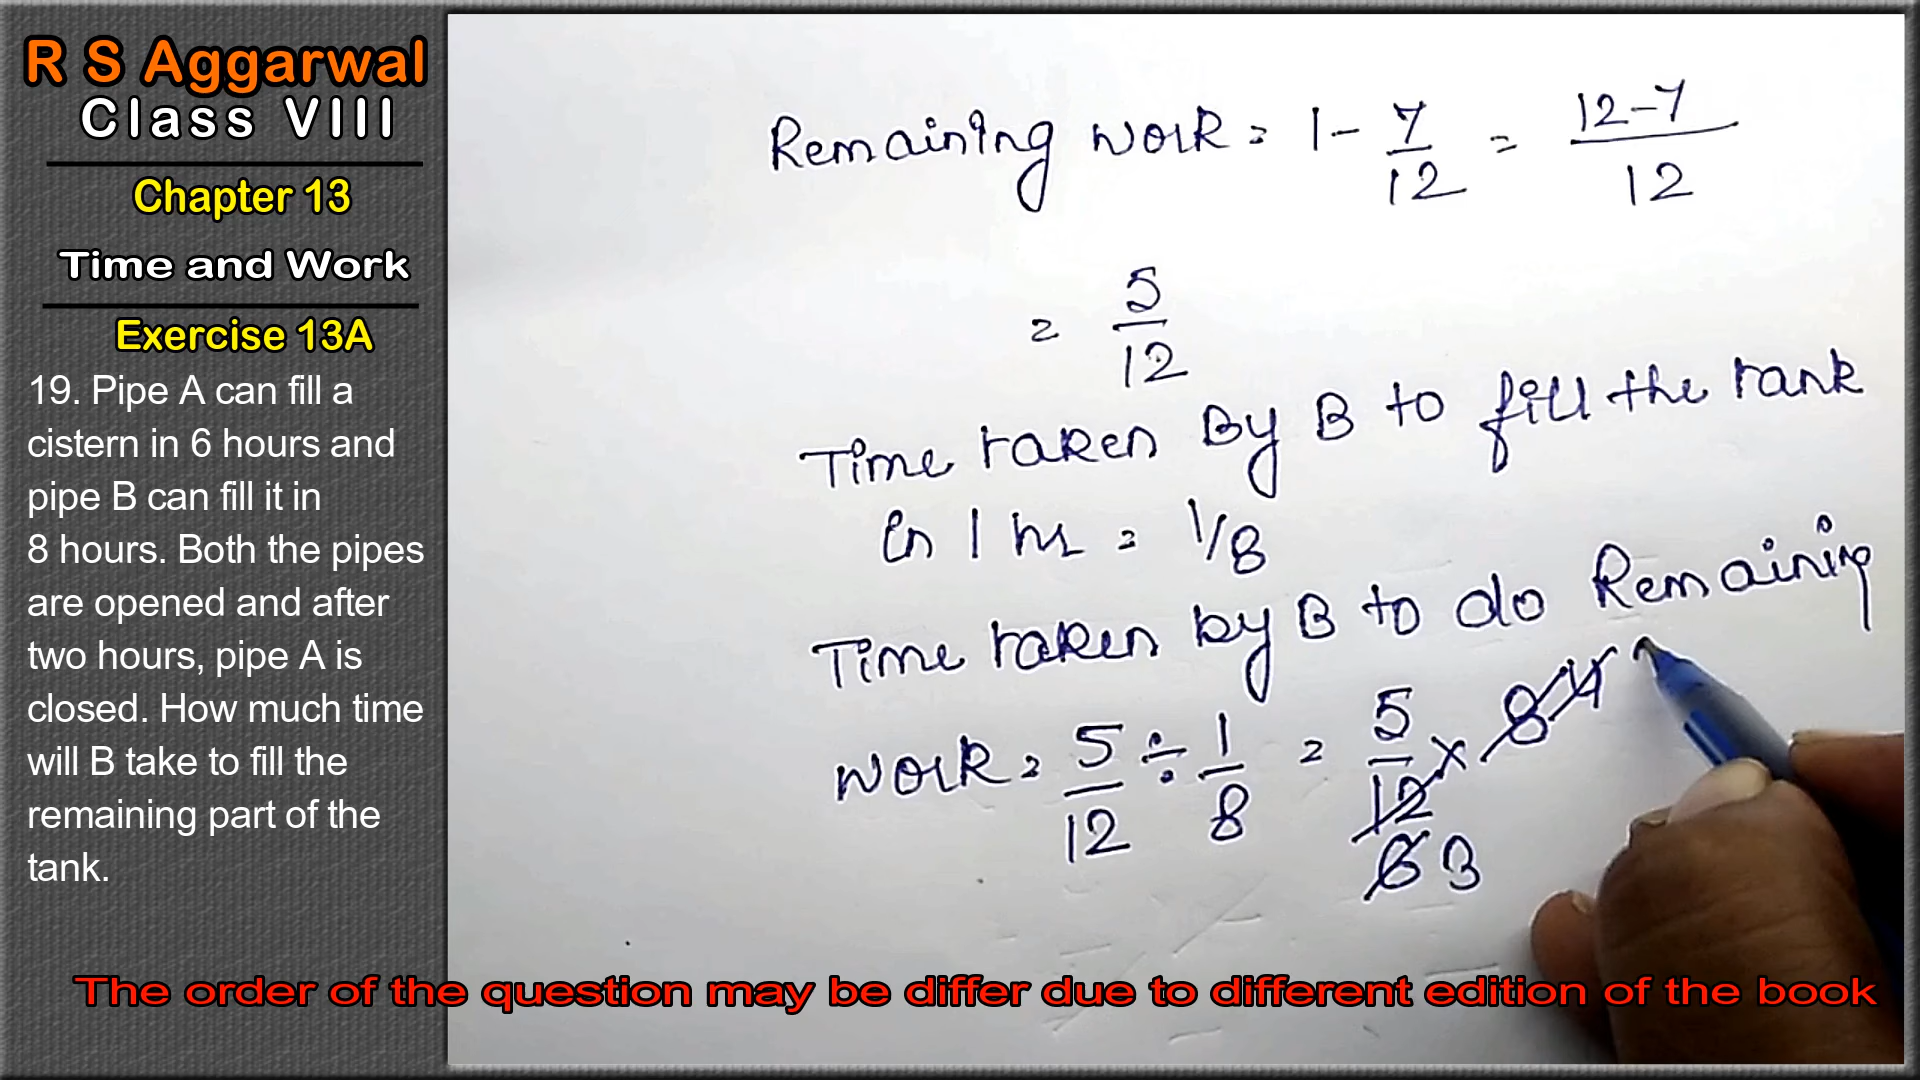 R S Aggarwal
Class VIII
Chapter 13
Time and Work
Exercise 13A
19. Pipe A can fill a
cistern in 6 hours and
pipe B can fill it in
8 hours. Both the pipes
are opened and after
two hours, pipe A is
closed. How much time
will B take to fill the
remaining part of the
tank.
Remaining work = 1 - 7/12 = 12-7/12
= 5/12
Time taken By B to fill the tank
in 1 hr = 1/8
Time taken by B to do Remaining
work = 5/12 ÷ 1/8 = 5/12 × 8 4
6 3
The order of the question may be differ due to different edition of the book